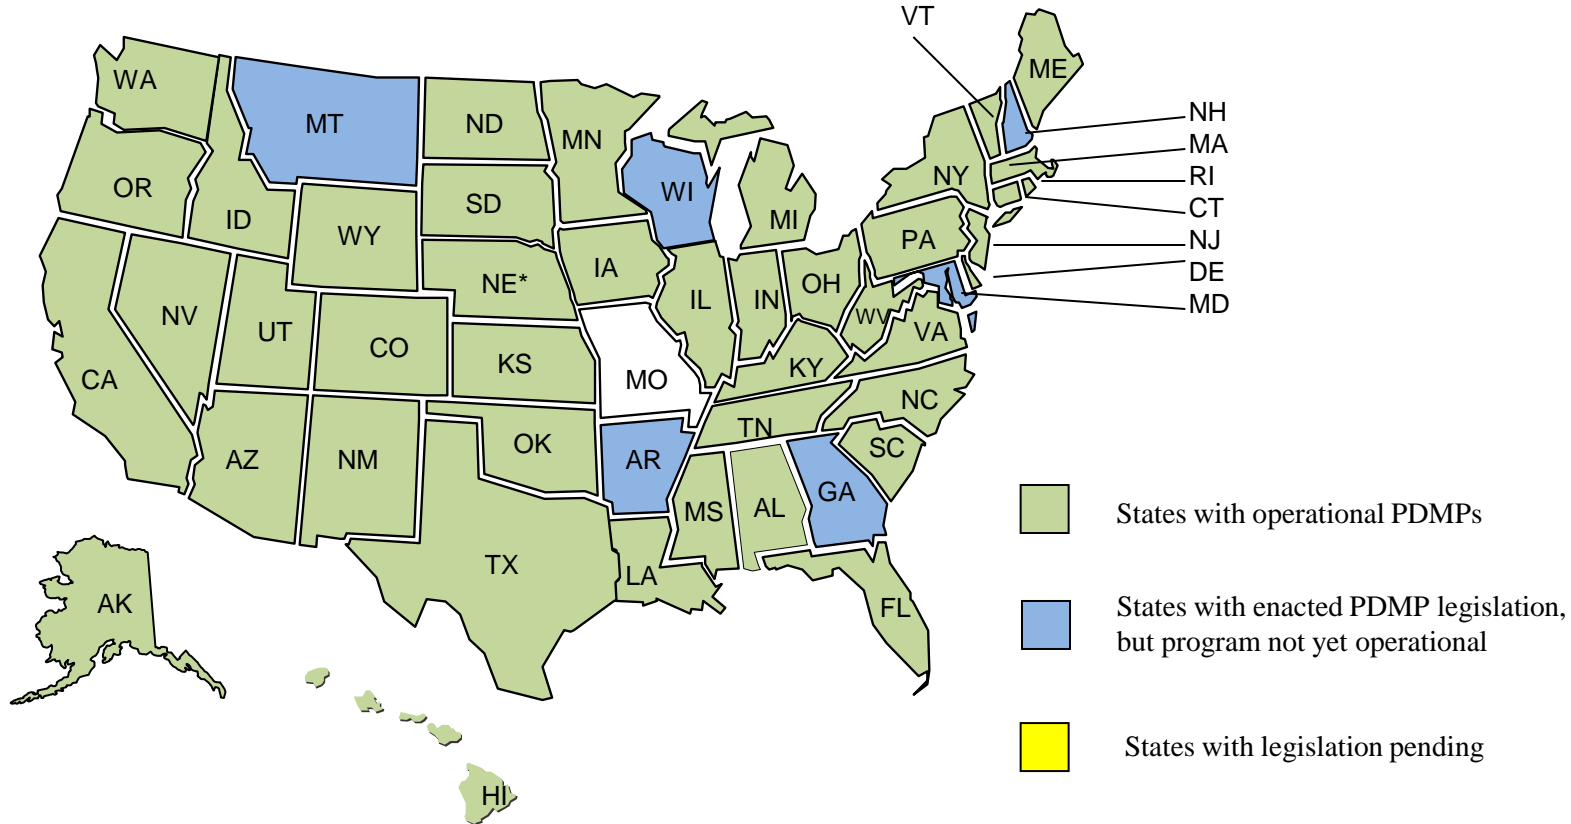 VT
ME
WA
MT
ND
MN
NH
MA
RI
CT
NJ
DE
MD
OR
ID
WY
SD
WI
MI
NY
PA
NE*
IA
IL
IN
OH
WV
VA
NV
UT
CO
KS
MO
KY
CA
NC
TN
SC
AZ
NM
OK
AR
MS
AL
GA
TX
LA
FL
AK
HI
States with operational PDMPs
States with enacted PDMP legislation,
but program not yet operational
States with legislation pending